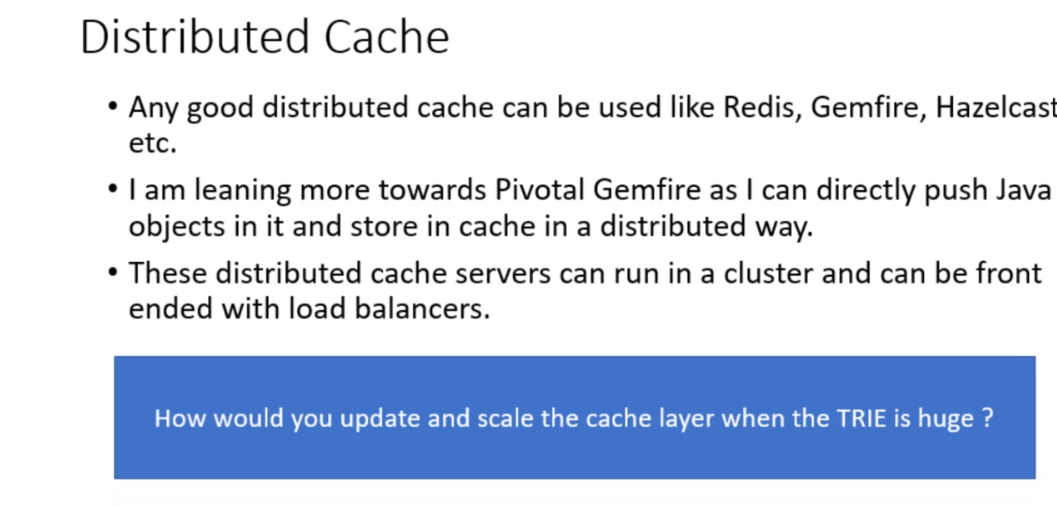 Distributed Cache
• Any good distributed cache can be used like Redis, Gemfire, Hazelcast
etc.
• I am leaning more towards Pivotal Gemfire as I can directly push Java
objects in it and store in cache in a distributed way.
• These distributed cache servers can run in a cluster and can be front
ended with load balancers.
How would you update and scale the cache layer when the TRIE is huge ?